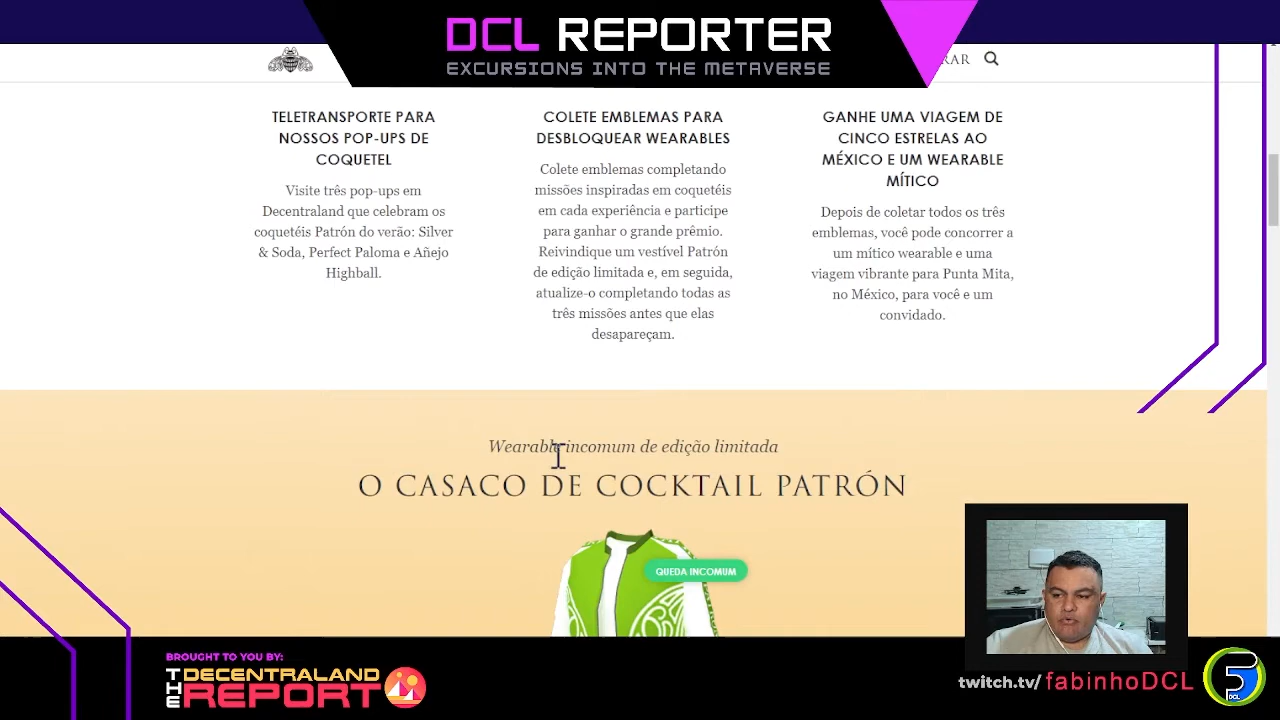 DCL REPORTER
EXCURSIONS INTO THE METAVERSE
RAR
TELETRANSPORTE PARA
NOSSOS POP-UPS DE
COQUETEL
Visite três pop-ups em
Decentraland que celebram os
coquetéis Patrón do verão: Silver
& Soda, Perfect Paloma e Añejo
Highball.
COLETE EMBLEMAS PARA
DESBLOQUEAR WEARABLES
Colete emblemas completando
missões inspiradas em coquetéis
em cada experiência e participe
para ganhar o grande prêmio.
Reivindique um vestível Patrón
de edição limitada e, em seguida,
atualize-o completando todas as
três missões antes que elas
desapareçam.
GANHE UMA VIAGEM DE
CINCO ESTRELAS AO
MÉXICO E UM WEARABLE
MÍTICO
Depois de coletar todos os três
emblemas, você pode concorrer a
um mítico wearable e uma
viagem vibrante para Punta Mita,
no México, para você e um
convidado.
Wearable incomum de edição limitada
O CASACO DE COCKTAIL PATRÓN
QUEDA INCOMUM
BROUGHT TO YOU BY:
THE DECENTRALAND
REPORT
twitch.tv/fabinhoDCL
DCL